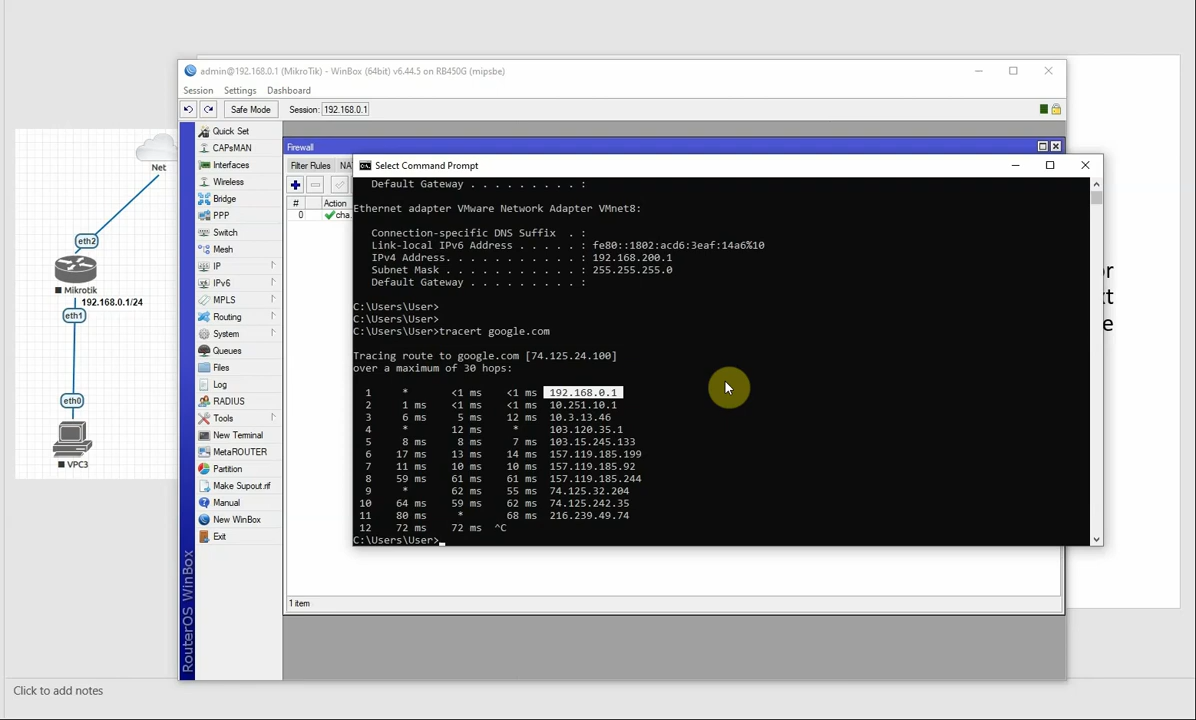 admin@192.168.0.1 (MikroTik) - WinBox (64bit) v6.44.5 on RB450G (mipsbe)
Session Settings Dashboard
Safe Mode Session: 192.168.0.1
Net
eth2
Mikrotik
192.168.0.1/24
eth1
eth0
VPC3
RouterOS WinBox
Quick Set
CAPsMAN
Interfaces
Wireless
Bridge
PPP
Switch
Mesh
IP
IPv6
MPLS
Routing
System
Queues
Files
Log
RADIUS
Tools
New Terminal
MetaROUTER
Partition
Make Supout.rif
Manual
New WinBox
Exit
Firewall
Filter Rules NA
# Action
0 cha.
1 item
Select Command Prompt
Default Gateway . . . . . . . . . :
Ethernet adapter VMware Network Adapter VMnet8:
Connection-specific DNS Suffix . :
Link-local IPv6 Address . . . . . : fe80::1802:acd6:3eaf:14a6%10
IPv4 Address. . . . . . . . . . . : 192.168.200.1
Subnet Mask . . . . . . . . . . . : 255.255.255.0
Default Gateway . . . . . . . . . :
C:\Users\User>
C:\Users\User>
C:\Users\User>tracert google.com
Tracing route to google.com [74.125.24.100]
over a maximum of 30 hops:
1 * <1 ms <1 ms 192.168.0.1
2 1 ms <1 ms <1 ms 10.251.10.1
3 6 ms 5 ms 12 ms 10.3.13.46
4 * 12 ms * 103.120.35.1
5 8 ms 8 ms 7 ms 103.15.245.133
6 17 ms 13 ms 14 ms 157.119.185.199
7 11 ms 10 ms 10 ms 157.119.185.92
8 59 ms 61 ms 61 ms 157.119.185.244
9 * 62 ms 55 ms 74.125.32.204
10 64 ms 59 ms 62 ms 74.125.242.35
11 80 ms * 68 ms 216.239.49.74
12 72 ms 72 ms ^C
C:\Users\User>
or
xt
e
Click to add notes